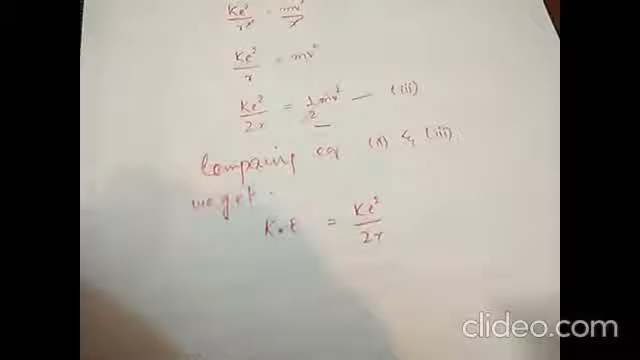 Ke²/r² = mv²/r
Ke²/r = mv²
Ke²/2r = 1/2 mv² — (iii)
Comparing eq (ii) & (iii).
we get.
K.E = Ke²/2r
clideo.com